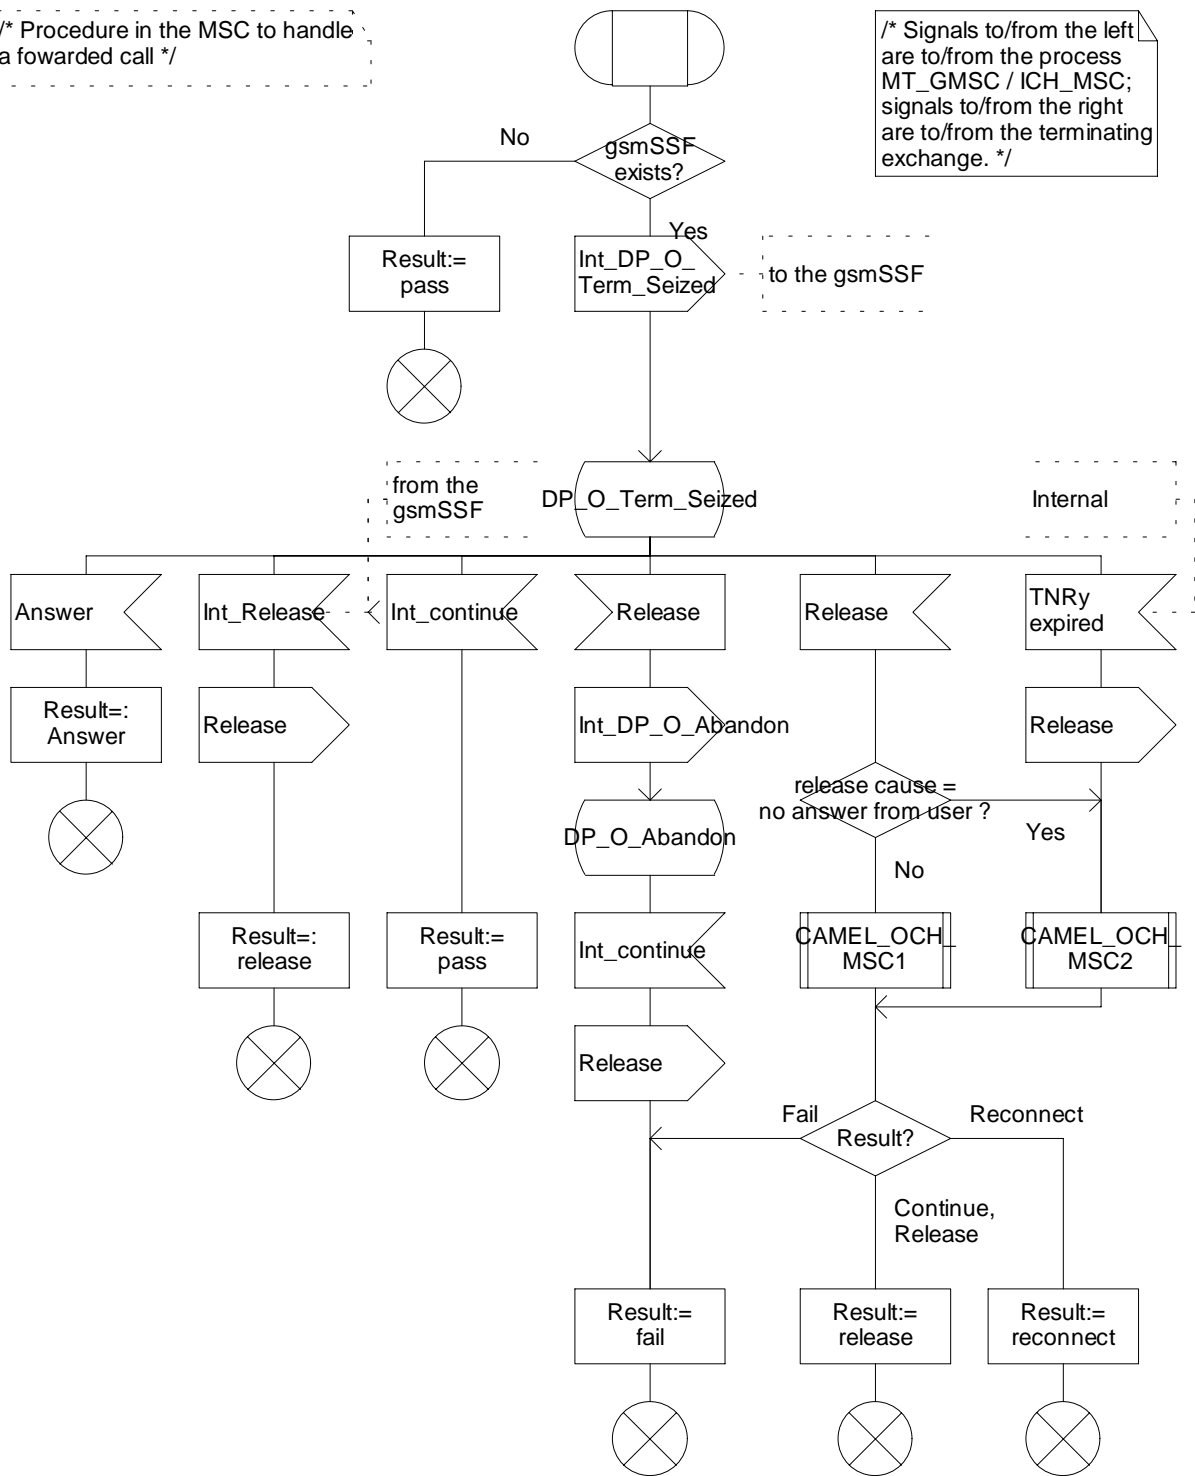 /* Procedure in the MSC to handle
a fowarded call */
/* Signals to/from the left
are to/from the process
MT_GMSC / ICH_MSC;
signals to/from the right
are to/from the terminating
exchange. */
No
gsmSSF
exists?
Yes
Result:=
pass
Int_DP_O_
Term_Seized
to the gsmSSF
from the
gsmSSF
DP_O_Term_Seized
Internal
Answer
Int_Release
Int_continue
Release
Release
TNRy
expired
Result=:
Answer
Release
Int_DP_O_Abandon
Release
release cause =
no answer from user ?
Yes
DP_O_Abandon
No
Result=:
release
Result:=
pass
Int_continue
CAMEL_OCH_
MSC1
CAMEL_OCH_
MSC2
Release
Fail
Reconnect
Result?
Continue,
Release
Result:=
fail
Result:=
release
Result:=
reconnect